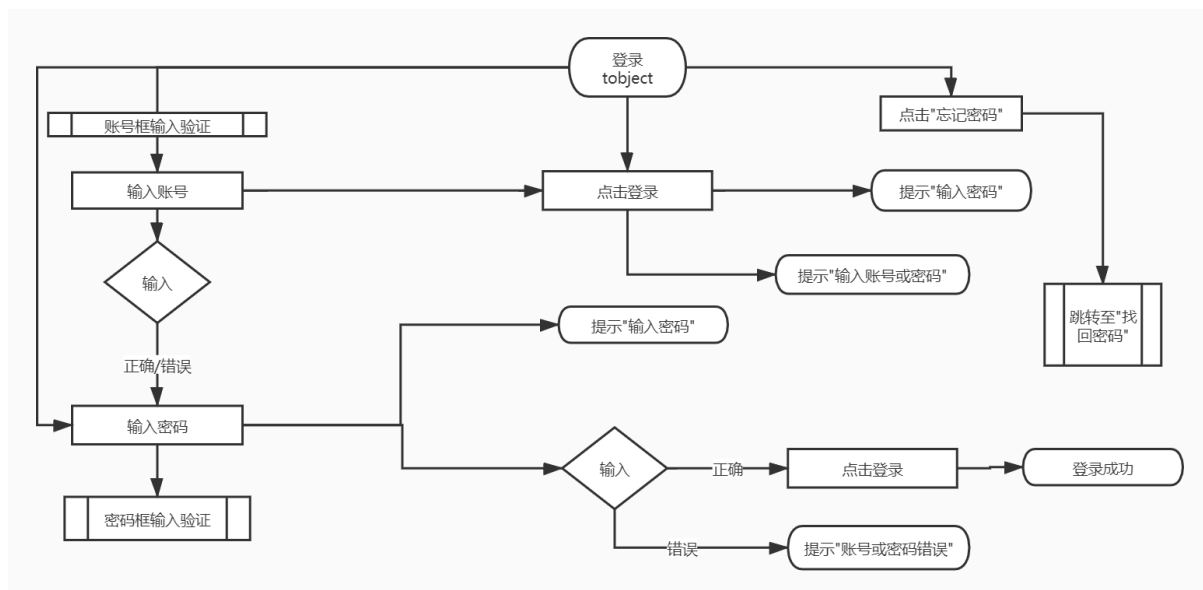 登录
tobject
点击"忘记密码"
账号框输入验证
输入账号
点击登录
提示"输入密码"
输入
提示"输入账号或密码"
跳转至"找
回密码"
提示"输入密码"
正确/错误
输入密码
输入
正确
点击登录
登录成功
密码框输入验证
错误
提示"账号或密码错误"